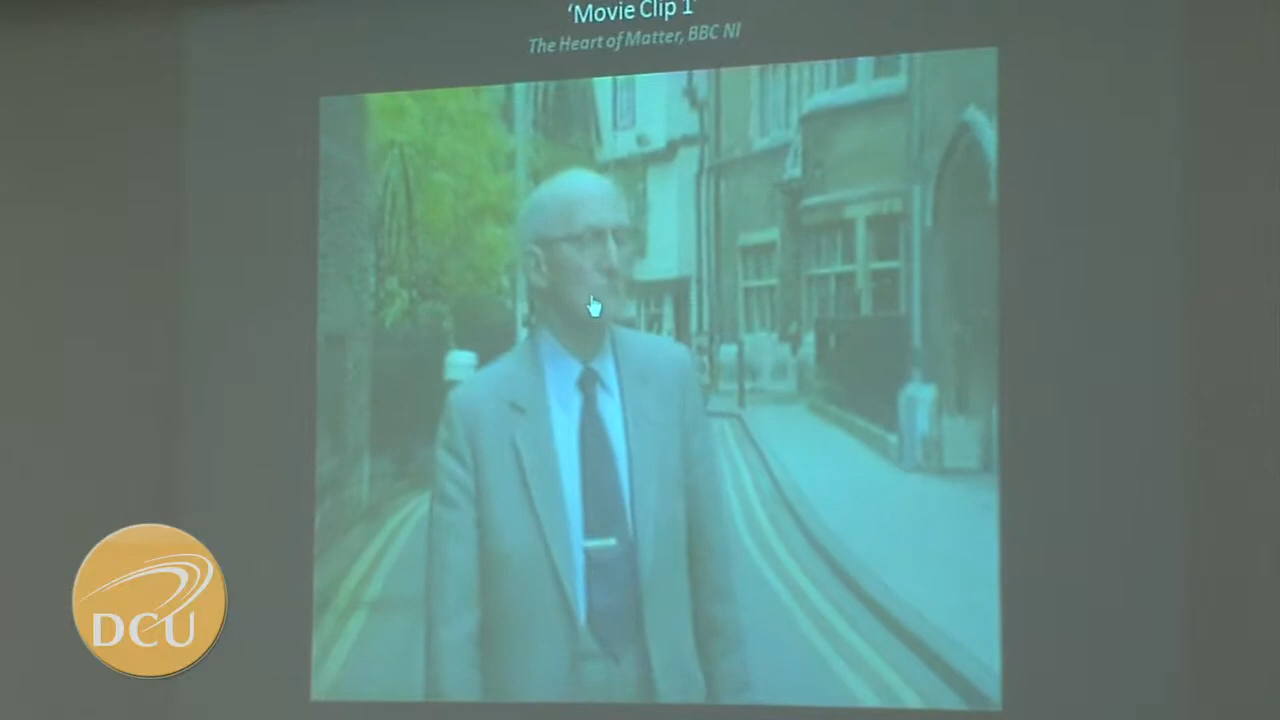 ‘Movie Clip 1’
The Heart of Matter, BBC NI
DCU